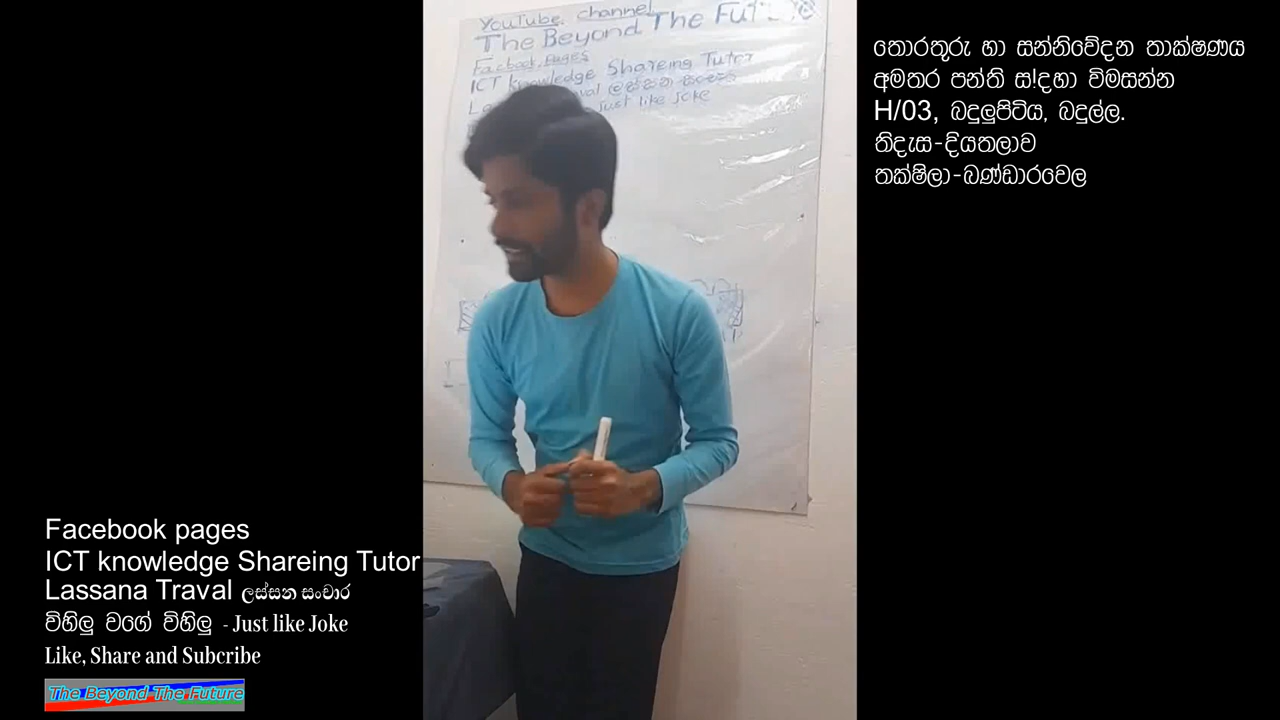 YouTube channel
The Beyond The Future
Facbook pages
ICT knowledge Shareing Tutor
Just like Joke
තොරතුරු හා සන්නිවේදන තාක්ෂණය
අමතර පන්ති ස!දහා විමසන්න
H/03, බදුලුපිටිය, බදුල්ල.
තිදැස-දියතලාව
තක්ෂිලා-බණ්ඩාරවෙල
Facebook pages
ICT knowledge Shareing Tutor
Lassana Traval ලස්සන සංචාර
විහිලු වගේ විහිලු - Just like Joke
Like, Share and Subcribe
The Beyond The Future